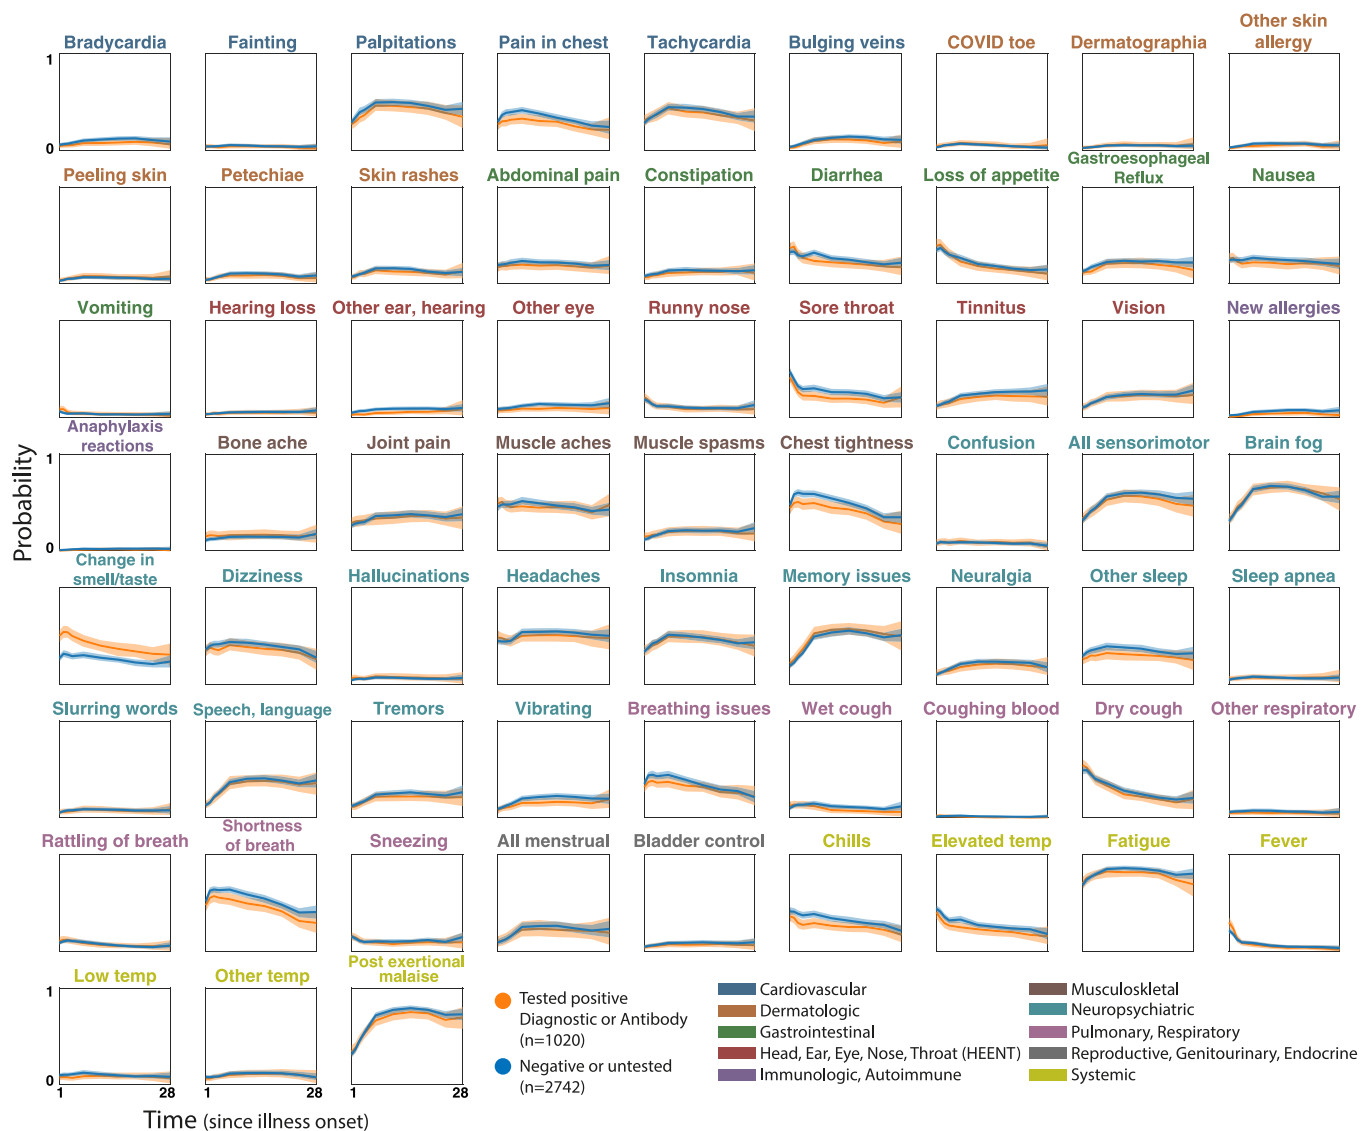 Bradycardia
Fainting
Palpitations
Pain in chest
Tachycardia
Bulging veins
COVID toe
Dermatographia
Other skin
allergy
1
0
Peeling skin
Petechiae
Skin rashes
Abdominal pain
Constipation
Diarrhea
Loss of appetite
Gastroesophageal
Reflux
Nausea
Vomiting
Hearing loss
Other ear, hearing
Other eye
Runny nose
Sore throat
Tinnitus
Vision
New allergies
Anaphylaxis
reactions
Bone ache
Joint pain
Muscle aches
Muscle spasms
Chest tightness
Confusion
All sensorimotor
Brain fog
1
0
Probability
Change in
smell/taste
Dizziness
Hallucinations
Headaches
Insomnia
Memory issues
Neuralgia
Other sleep
Sleep apnea
Slurring words
Speech, language
Tremors
Vibrating
Breathing issues
Wet cough
Coughing blood
Dry cough
Other respiratory
Rattling of breath
Shortness
of breath
Sneezing
All menstrual
Bladder control
Chills
Elevated temp
Fatigue
Fever
Low temp
Other temp
Post exertional
malaise
1
0
1 28
1 28
1 28
Time (since illness onset)
Tested positive
Diagnostic or Antibody
(n=1020)
Negative or untested
(n=2742)
Cardiovascular
Dermatologic
Gastrointestinal
Head, Ear, Eye, Nose, Throat (HEENT)
Immunologic, Autoimmune
Musculoskletal
Neuropsychiatric
Pulmonary, Respiratory
Reproductive, Genitourinary, Endocrine
Systemic